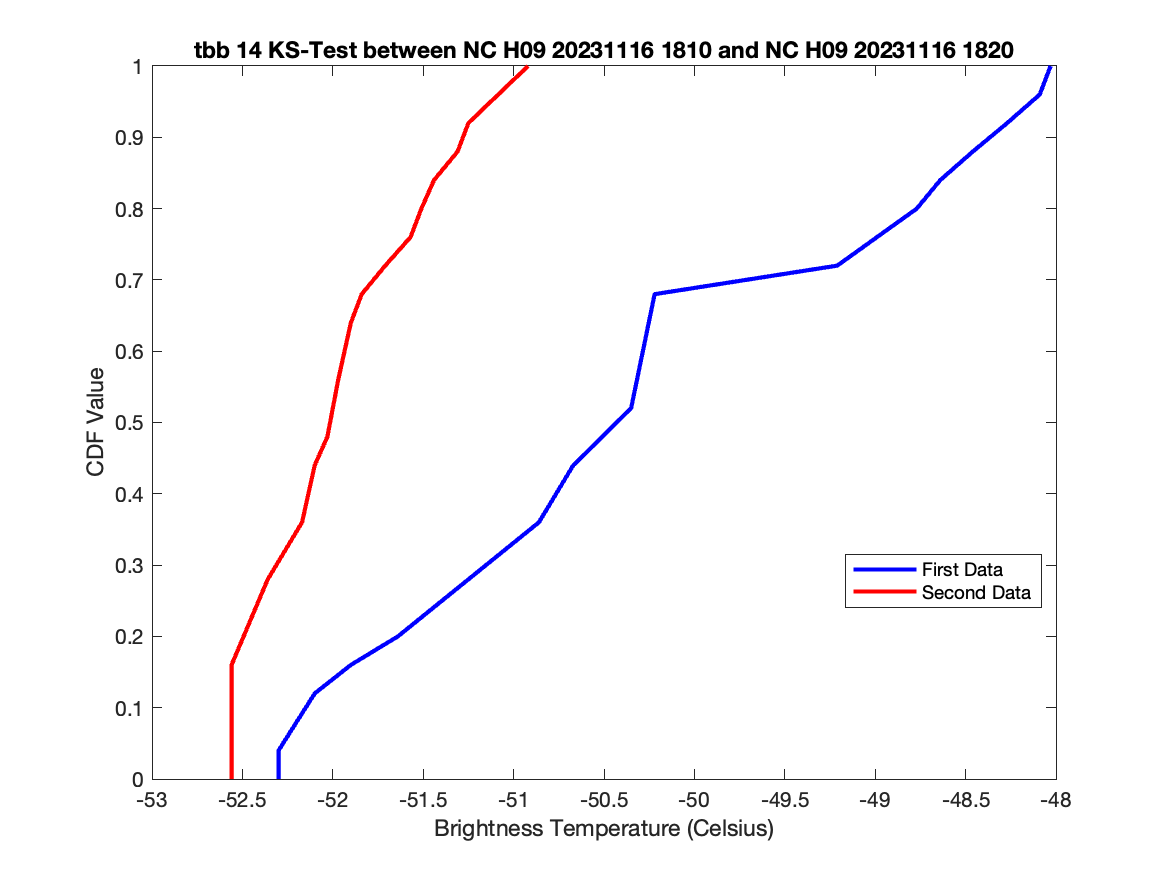 tbb 14 KS-Test between NC H09 20231116 1810 and NC H09 20231116 1820
1
0.9
0.8
0.7
0.6
0.5
0.4
0.3
0.2
0.1
0
CDF Value
First Data
Second Data
-53 -52.5 -52 -51.5 -51 -50.5 -50 -49.5 -49 -48.5 -48
Brightness Temperature (Celsius)